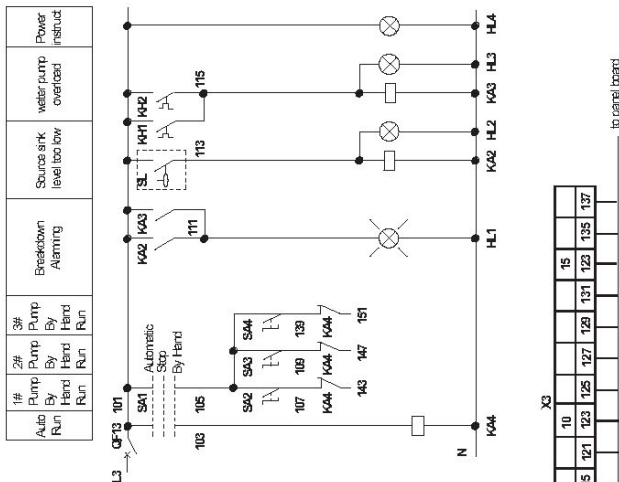 Power
instruct
water pump
overload
Source sink
level too low
Breakdown
Alarming
3#
Pump
By
Hand
Run
2#
Pump
By
Hand
Run
1#
Pump
By
Hand
Run
Auto
Run
HL4
115
KH2
KH1
HL3
KA3
113
SL
HL2
KA2
KA3
KA2
111
HL1
SA4
139
KA4
151
SA3
109
KA4
147
SA2
107
KA4
143
Automatic
Stop
By Hand
101
SA1
105
QF13
103
L3
N
KA4
to panel board
X3
15
10
137
135
123
131
129
127
125
123
121